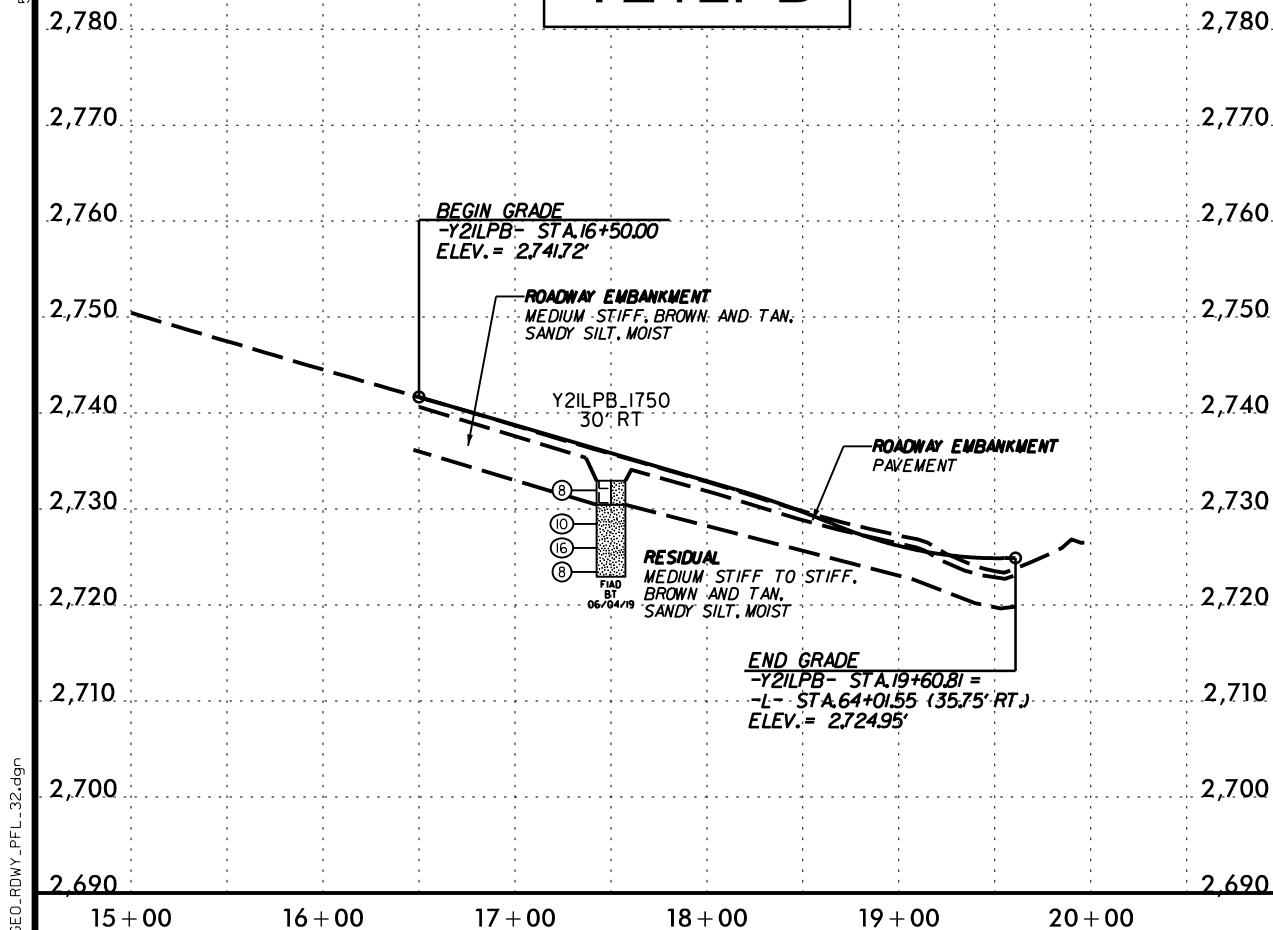 2,780 2,780
2,770 2,770
2,760 2,760
BEGIN GRADE
-Y21LPB- STA.16+50.00
ELEV.= 2,741.72'
2,750 2,750
ROADWAY EMBANKMENT
MEDIUM STIFF, BROWN AND TAN,
SANDY SILT, MOIST
2,740 2,740
Y21LPB_1750
30' RT
ROADWAY EMBANKMENT
PAVEMENT
2,730 2,730
8
10
16
8
FIAD
BT
06/04/19
RESIDUAL
MEDIUM STIFF TO STIFF,
BROWN AND TAN,
SANDY SILT, MOIST
2,720 2,720
END GRADE
-Y21LPB- STA.19+60.81 =
-L- STA.64+01.55 (35.75' RT.)
ELEV.= 2,724.95'
2,710 2,710
2,700 2,700
2,690 2,690
15+00 16+00 17+00 18+00 19+00 20+00
GEO_RDWY_PFL_32.dgn